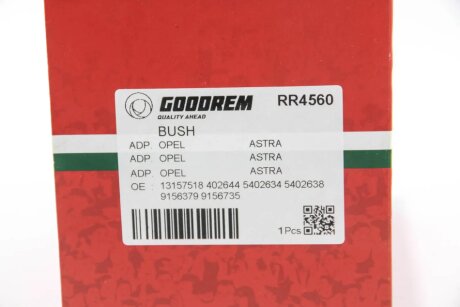 GOODREM RR4560
QUALITY AHEAD
BUSH
ADP. OPEL ASTRA
ADP. OPEL ASTRA
ADP. OPEL ASTRA
OE : 13157518 402644 5402634 5402638
9156379 9156735
1Pcs